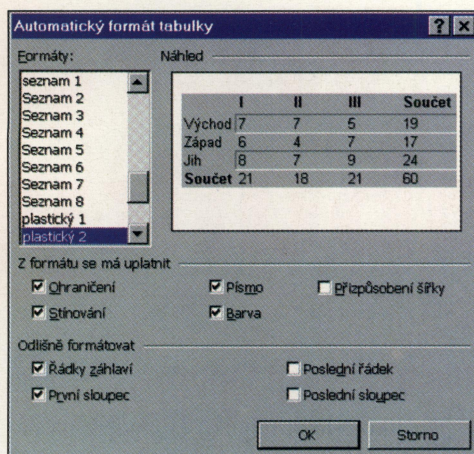 Automatický formát tabulky
Formáty:
seznam 1
Seznam 2
Seznam 3
Seznam 4
Seznam 5
Seznam 6
Seznam 7
Seznam 8
plastický 1
plastický 2
Náhled
I II III Součet
Východ 7 7 5 19
Západ 6 4 7 17
Jih 8 7 9 24
Součet 21 18 21 60
Z formátu se má uplatnit
Ohraničení
Písmo
Přizpůsobení šířky
Stínování
Barva
Odlišně formátovat
Řádky záhlaví
Poslední řádek
První sloupec
Poslední sloupec
OK
Storno